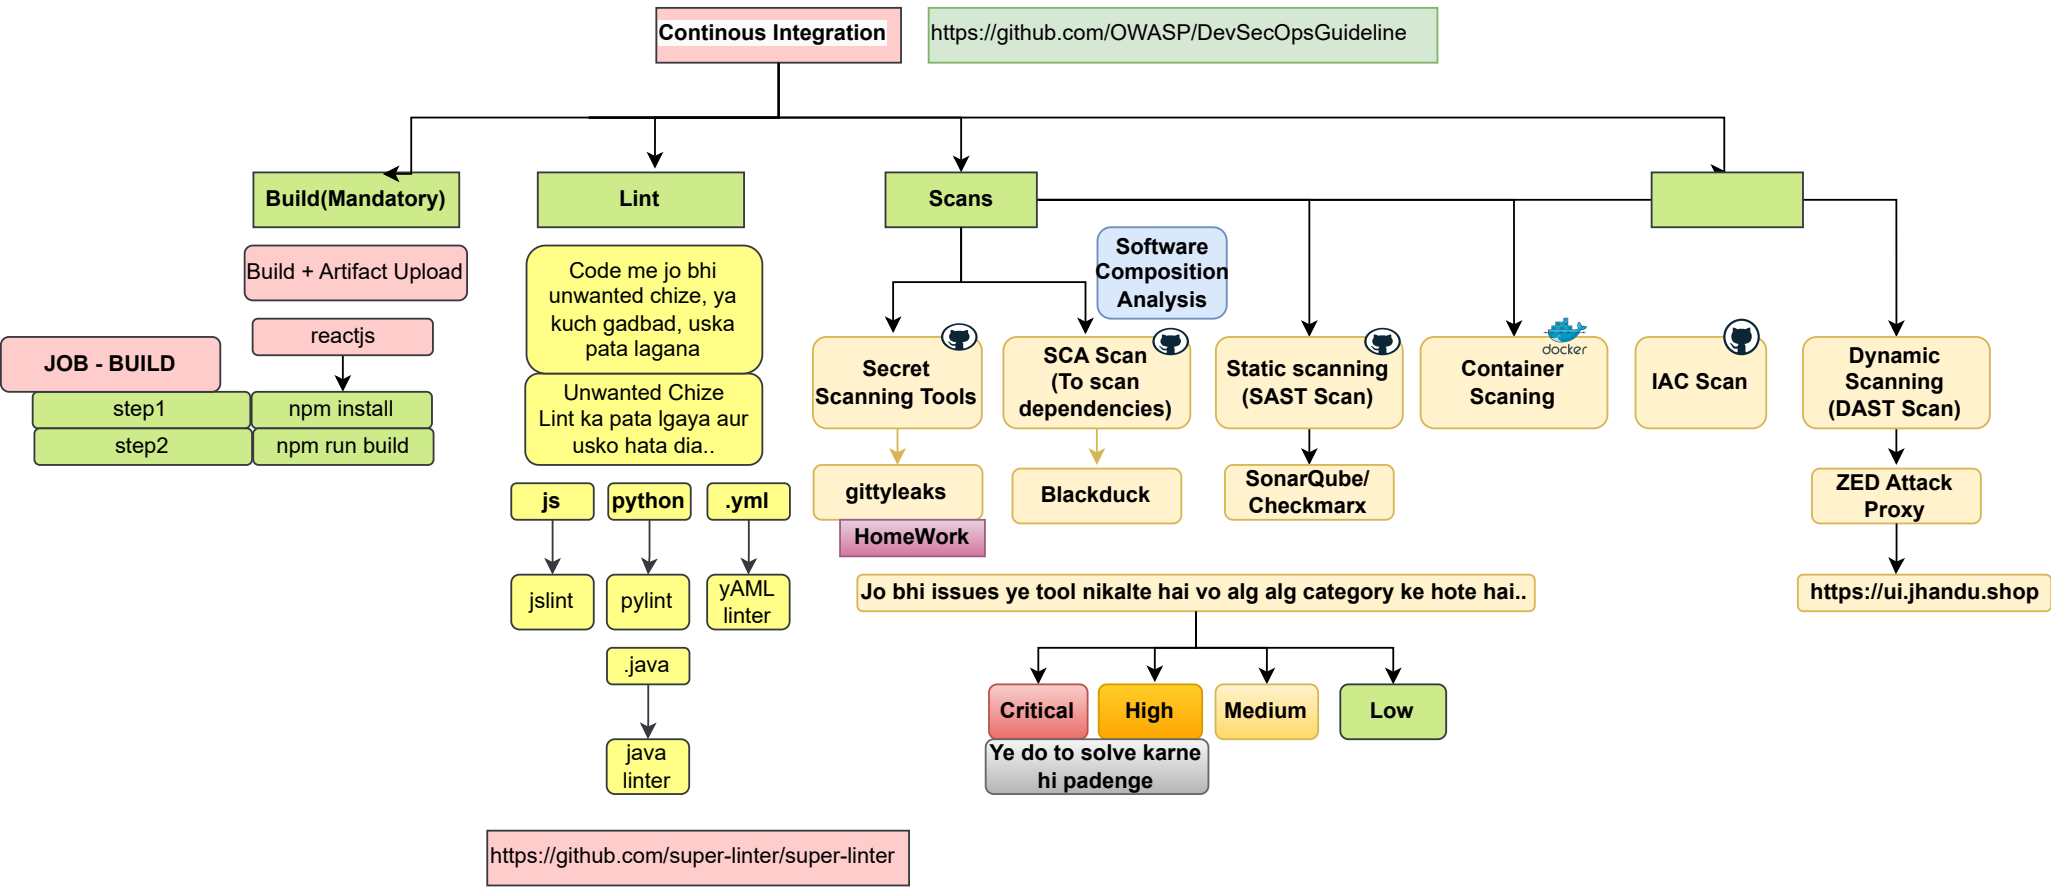 Continous Integration
https://github.com/OWASP/DevSecOpsGuideline
Build(Mandatory)
Lint
Scans
Build + Artifact Upload
reactjs
JOB - BUILD
step1
npm install
step2
npm run build
Code me jo bhi
unwanted chize, ya
kuch gadbad, uska
pata lagana
Unwanted Chize
Lint ka pata lgaya aur
usko hata dia..
js
python
.yml
jslint
pylint
yAML
linter
.java
java
linter
https://github.com/super-linter/super-linter
Software
Composition
Analysis
Secret
Scanning Tools
SCA Scan
(To scan
dependencies)
Static scanning
(SAST Scan)
docker
Container
Scaning
IAC Scan
Dynamic
Scanning
(DAST Scan)
gittyleaks
HomeWork
Blackduck
SonarQube/
Checkmarx
ZED Attack
Proxy
https://ui.jhandu.shop
Jo bhi issues ye tool nikalte hai vo alg alg category ke hote hai..
Critical
High
Medium
Low
Ye do to solve karne
hi padenge